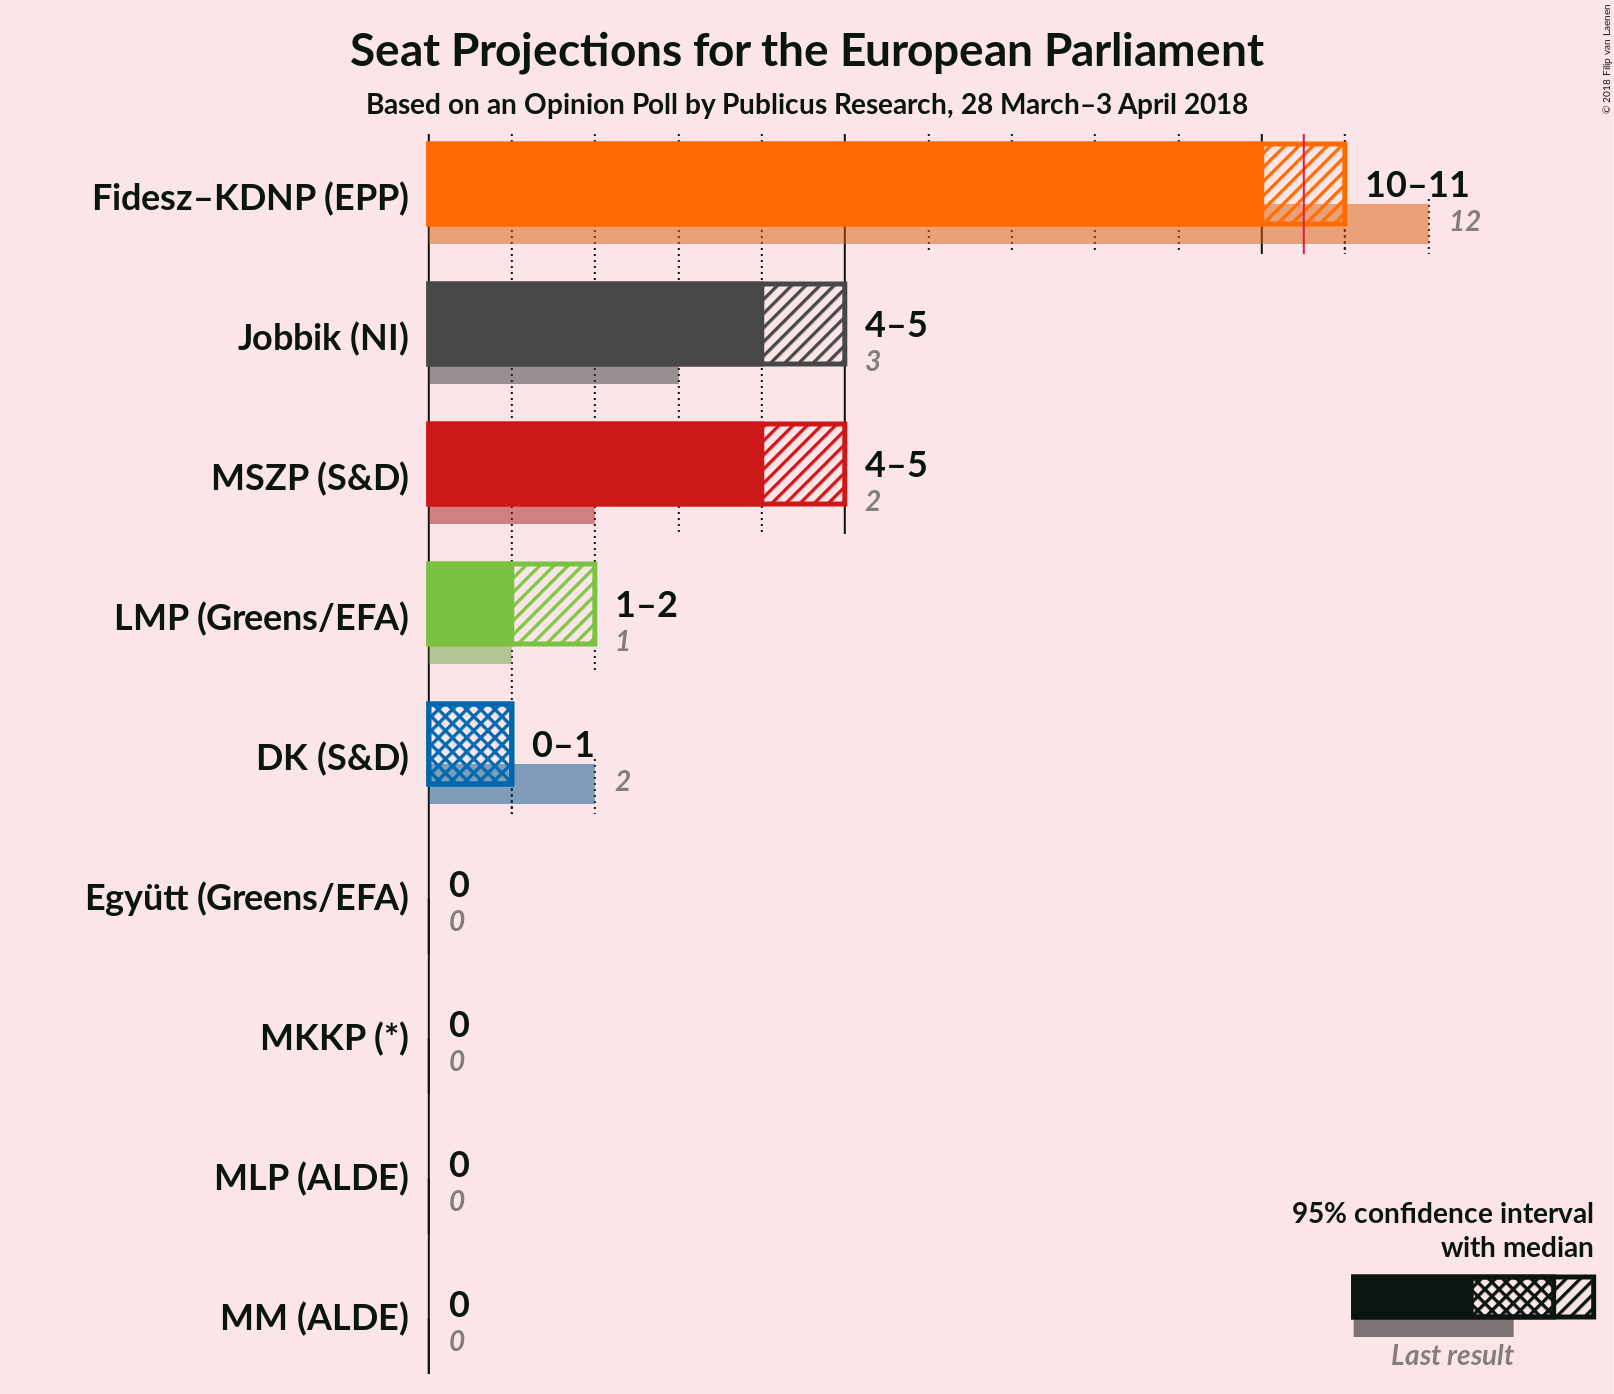 Seat Projections for the European Parliament
Based on an Opinion Poll by Publicus Research, 28 March–3 April 2018
© 2018 Filip van Laenen
Fidesz–KDNP (EPP)
10–11
12
Jobbik (NI)
4–5
3
MSZP (S&D)
4–5
2
LMP (Greens/EFA)
1–2
1
DK (S&D)
0–1
2
Együtt (Greens/EFA)
0
0
MKKP (*)
0
0
MLP (ALDE)
0
0
MM (ALDE)
0
0
95% confidence interval
with median
Last result